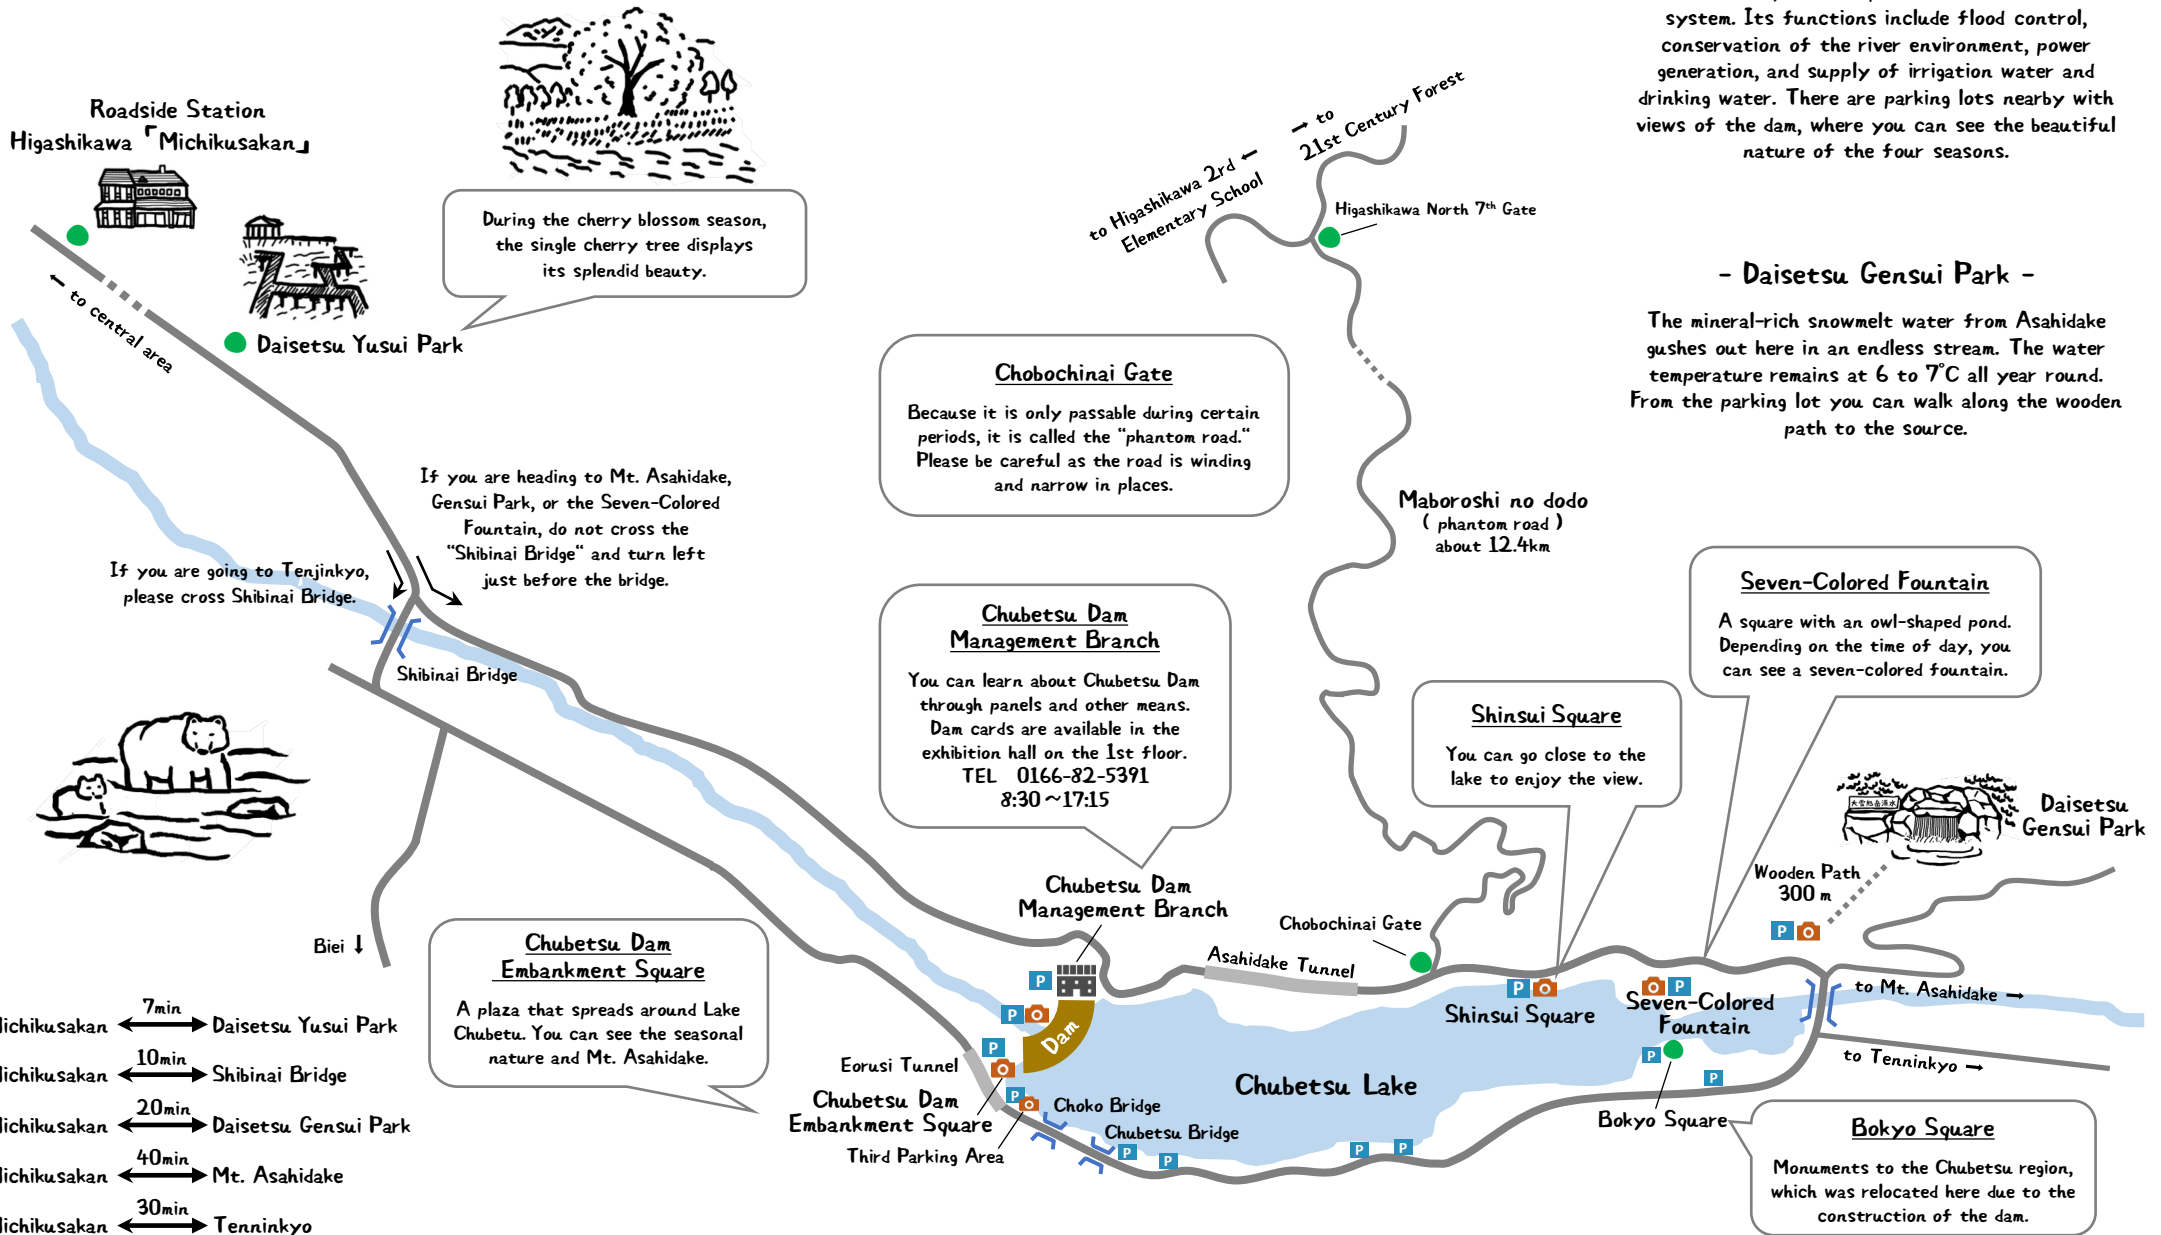 system. Its functions include flood control,
conservation of the river environment, power
generation, and supply of irrigation water and
drinking water. There are parking lots nearby with
views of the dam, where you can see the beautiful
nature of the four seasons.
Roadside Station
Higashikawa「Michikusakan」
← to central area
Daisetsu Yusui Park
During the cherry blossom season,
the single cherry tree displays
its splendid beauty.
→ to
21st Century Forest
to Higashikawa 2rd ←
Elementary School
Higashikawa North 7th Gate
- Daisetsu Gensui Park -
The mineral-rich snowmelt water from Asahidake
gushes out here in an endless stream. The water
temperature remains at 6 to 7°C all year round.
From the parking lot you can walk along the wooden
path to the source.
Chobochinai Gate
Because it is only passable during certain
periods, it is called the "phantom road."
Please be careful as the road is winding
and narrow in places.
Maboroshi no dodo
( phantom road )
about 12.4km
If you are heading to Mt. Asahidake,
Gensui Park, or the Seven-Colored
Fountain, do not cross the
"Shibinai Bridge" and turn left
just before the bridge.
If you are going to Tenjinkyo,
please cross Shibinai Bridge.
Shibinai Bridge
Chubetsu Dam
Management Branch
You can learn about Chubetsu Dam
through panels and other means.
Dam cards are available in the
exhibition hall on the 1st floor.
TEL 0166-82-5391
8:30～17:15
Seven-Colored Fountain
A square with an owl-shaped pond.
Depending on the time of day, you
can see a seven-colored fountain.
Shinsui Square
You can go close to the
lake to enjoy the view.
大雪旭岳源水
Daisetsu
Gensui Park
Wooden Path
300 m
P
Chubetsu Dam
Management Branch
Chobochinai Gate
Asahidake Tunnel
Biei ↓
Chubetsu Dam
Embankment Square
A plaza that spreads around Lake
Chubetu. You can see the seasonal
nature and Mt. Asahidake.
P
P
P
P
Dam
P
Shinsui Square
P
Seven-Colored
Fountain
to Mt. Asahidake →
to Tenninkyo →
Eorusi Tunnel
Chubetsu Dam
Embankment Square
Third Parking Area
Choko Bridge
Chubetsu Bridge
P
P
P
P
Chubetsu Lake
P
P
Bokyo Square
Bokyo Square
Monuments to the Chubetsu region,
which was relocated here due to the
construction of the dam.
ichikusakan 7min Daisetsu Yusui Park
ichikusakan 10min Shibinai Bridge
ichikusakan 20min Daisetsu Gensui Park
ichikusakan 40min Mt. Asahidake
ichikusakan 30min Tenninkyo